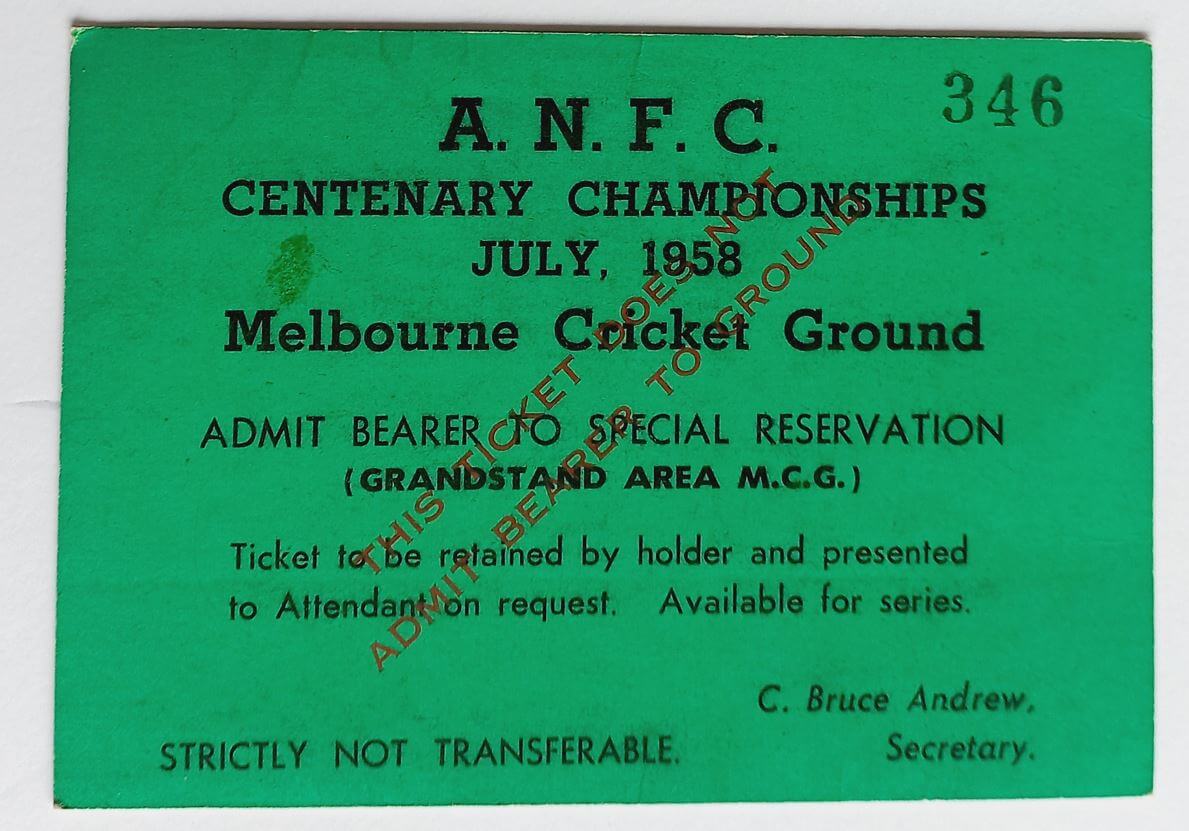 346
A. N. F. C.
CENTENARY CHAMPIONSHIPS
JULY, 1958
Melbourne Cricket Ground
ADMIT BEARER TO SPECIAL RESERVATION
(GRANDSTAND AREA M.C.G.)
Ticket to be retained by holder and presented
to Attendant on request. Available for series.
C. Bruce Andrew,
Secretary.
STRICTLY NOT TRANSFERABLE.
THIS TICKET DOES NOT
ADMIT BEARER TO GROUND